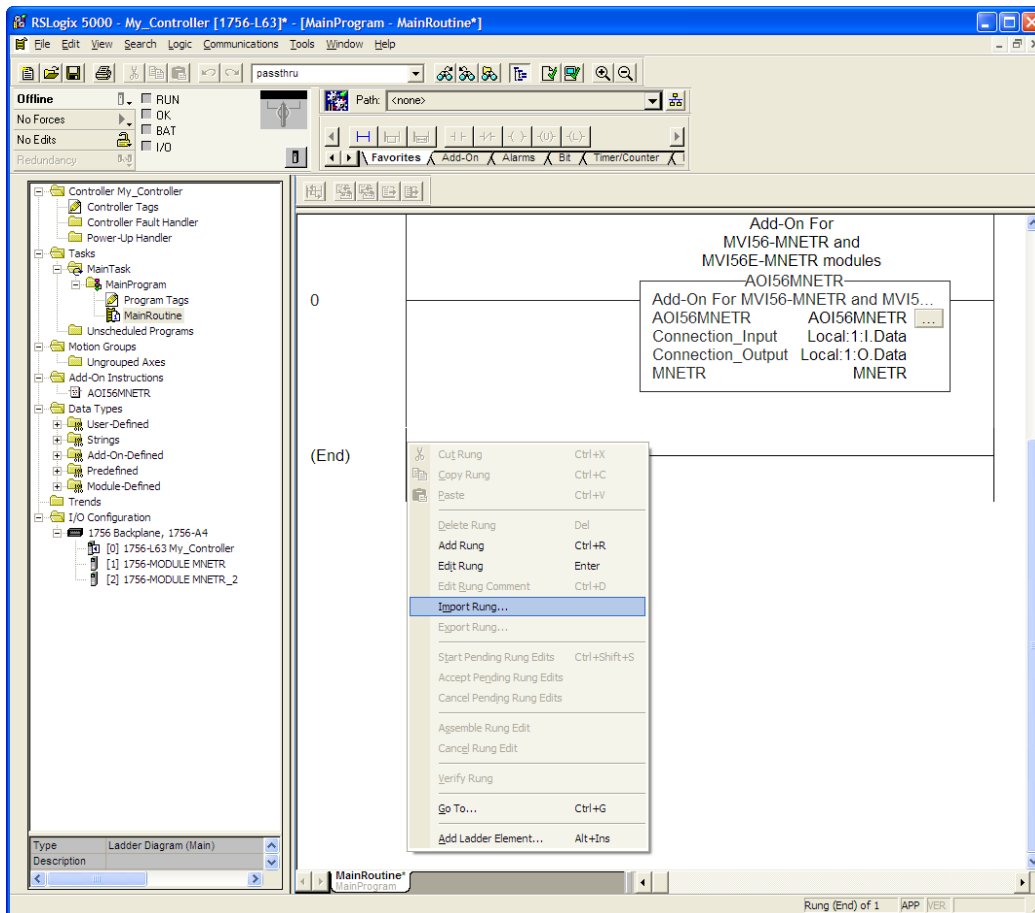 RSLogix 5000 - My_Controller [1756-L63]* - [MainProgram - MainRoutine*]
File Edit View Search Logic Communications Tools Window Help
passthru
Offline
RUN
No Forces
OK
No Edits
BAT
Redundancy
I/O
Path: <none>
Favorites Add-On Alarms Bit Timer/Counter
Controller My_Controller
Controller Tags
Controller Fault Handler
Power-Up Handler
Tasks
MainTask
MainProgram
Program Tags
MainRoutine
Unscheduled Programs
Motion Groups
Ungrouped Axes
Add-On Instructions
AOI56MNETR
Data Types
User-Defined
Strings
Add-On-Defined
Predefined
Module-Defined
Trends
I/O Configuration
1756 Backplane, 1756-A4
[0] 1756-L63 My_Controller
[1] 1756-MODULE MNETR
[2] 1756-MODULE MNETR_2
Type Ladder Diagram (Main)
Description
Add-On For
MVI56-MNETR and
MVI56E-MNETR modules
AOI56MNETR
0
Add-On For MVI56-MNETR and MVI5...
AOI56MNETR AOI56MNETR ...
Connection_Input Local:1:I.Data
Connection_Output Local:1:O.Data
MNETR MNETR
(End)
Cut Rung Ctrl+X
Copy Rung Ctrl+C
Paste Ctrl+V
Delete Rung Del
Add Rung Ctrl+R
Edit Rung Enter
Edit Rung Comment Ctrl+D
Import Rung...
Export Rung...
Start Pending Rung Edits Ctrl+Shift+S
Accept Pending Rung Edits
Cancel Pending Rung Edits
Assemble Rung Edit
Cancel Rung Edit
Verify Rung
Go To... Ctrl+G
Add Ladder Element... Alt+Ins
MainRoutine*
MainProgram
Rung (End) of 1 APP VER